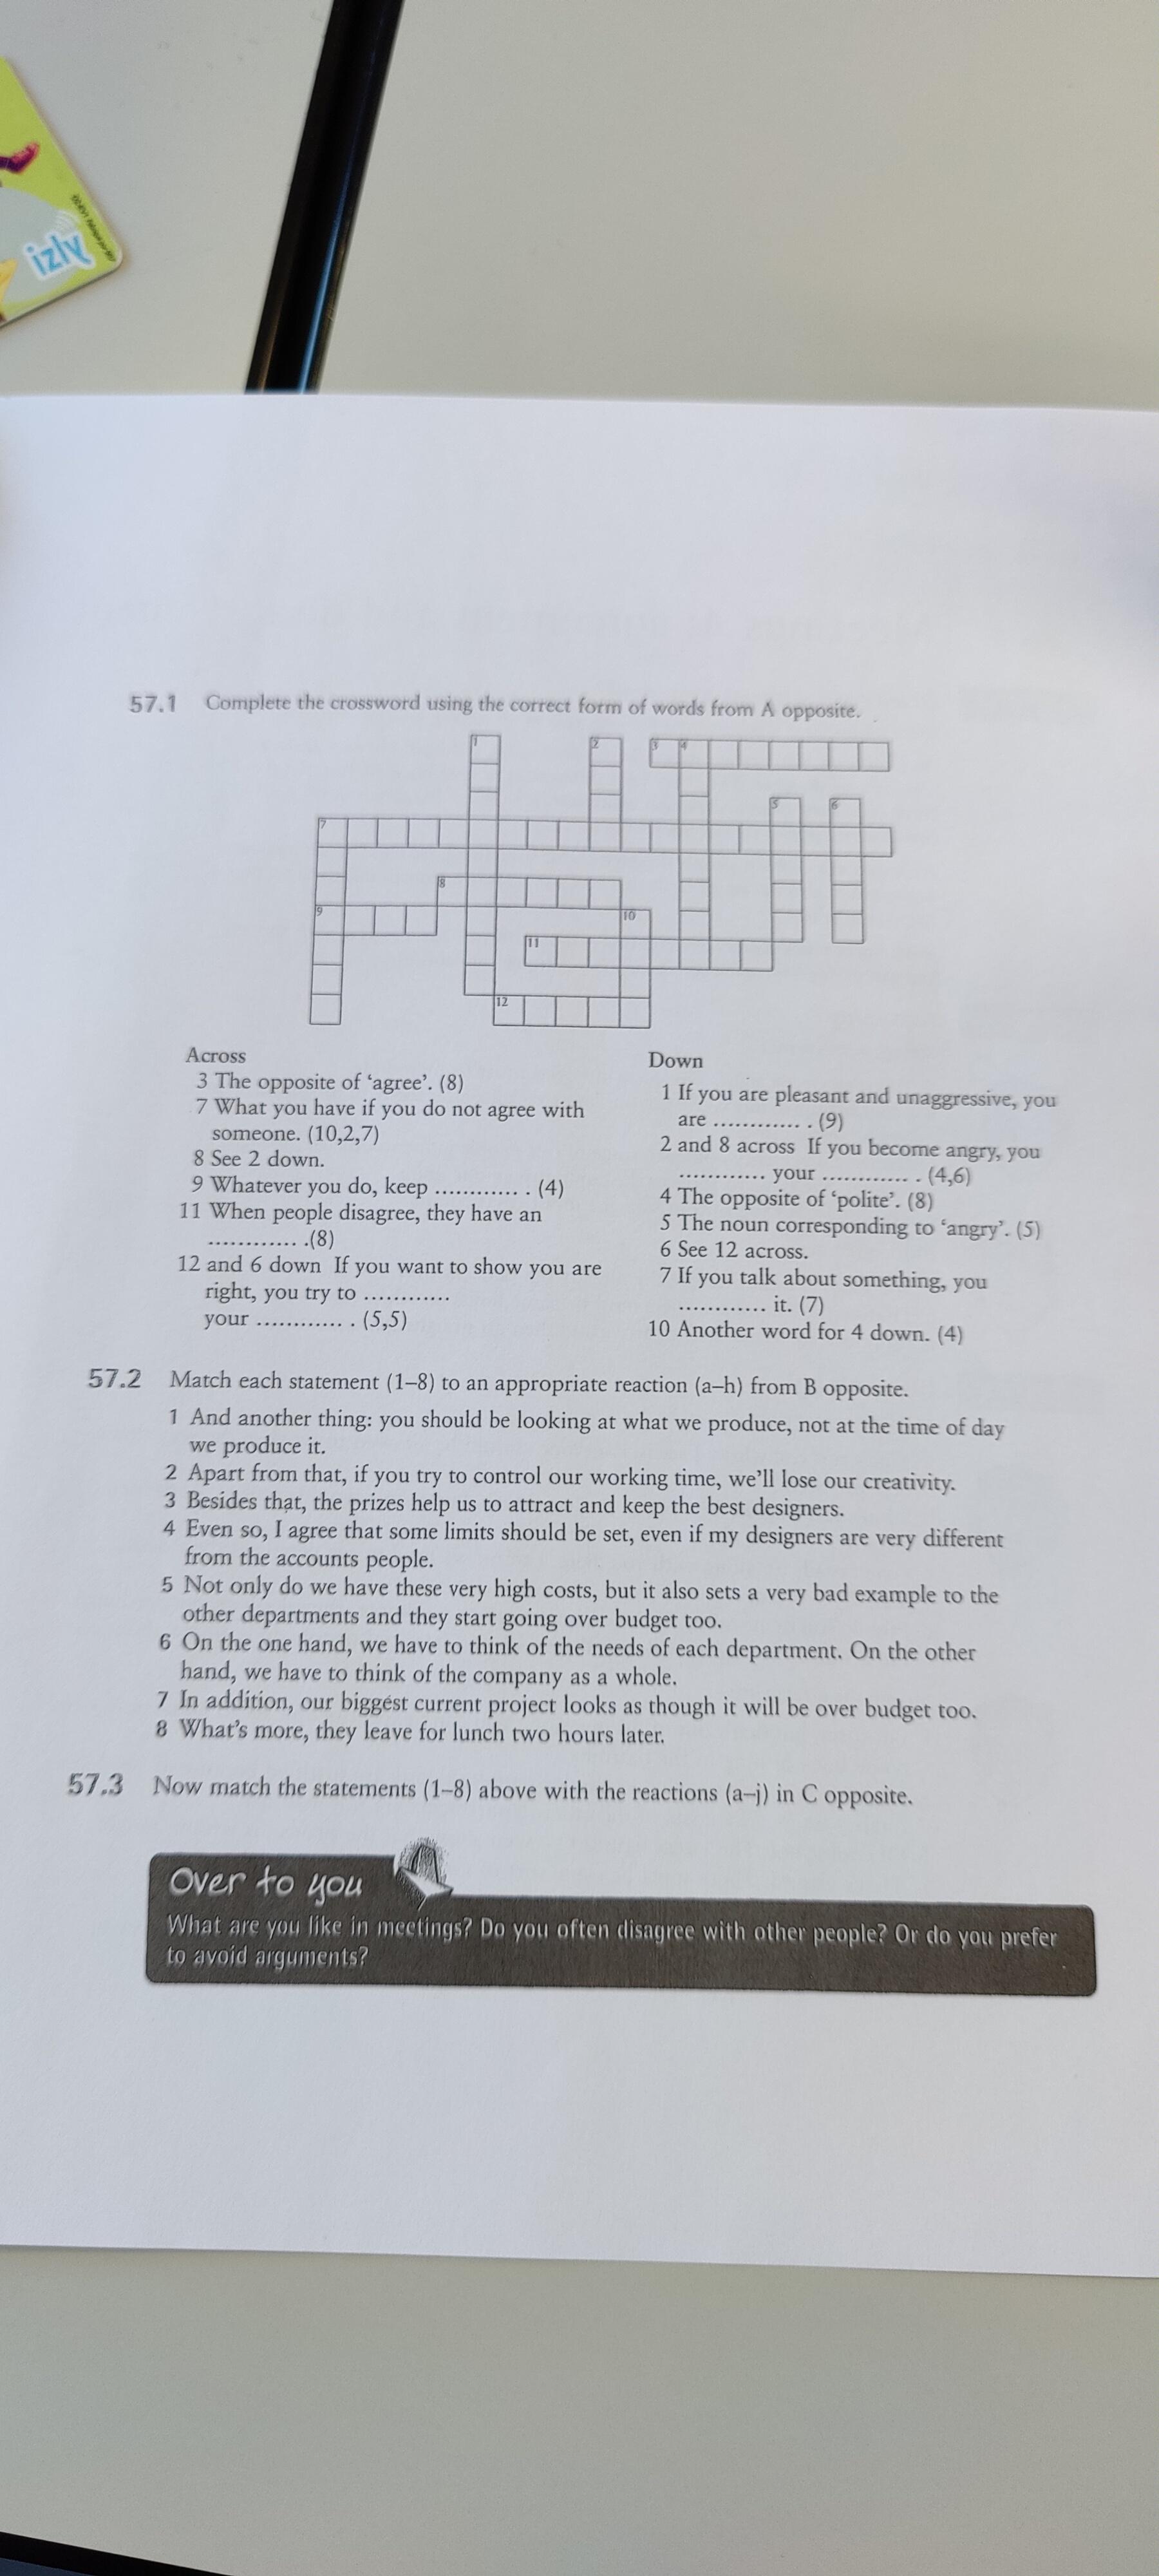 izly
57.1 Complete the crossword using the correct form of words from A opposite.
1
2
3
4
5
6
7
8
9
10
11
12
Across
3 The opposite of ‘agree’. (8)
7 What you have if you do not agree with
someone. (10,2,7)
8 See 2 down.
9 Whatever you do, keep ............ . (4)
11 When people disagree, they have an
............ .(8)
12 and 6 down If you want to show you are
right, you try to ............
your ............ . (5,5)
Down
1 If you are pleasant and unaggressive, you
are ............ . (9)
2 and 8 across If you become angry, you
............ your ............ . (4,6)
4 The opposite of ‘polite’. (8)
5 The noun corresponding to ‘angry’. (5)
6 See 12 across.
7 If you talk about something, you
............ it. (7)
10 Another word for 4 down. (4)
57.2 Match each statement (1–8) to an appropriate reaction (a–h) from B opposite.
1 And another thing: you should be looking at what we produce, not at the time of day
we produce it.
2 Apart from that, if you try to control our working time, we’ll lose our creativity.
3 Besides that, the prizes help us to attract and keep the best designers.
4 Even so, I agree that some limits should be set, even if my designers are very different
from the accounts people.
5 Not only do we have these very high costs, but it also sets a very bad example to the
other departments and they start going over budget too.
6 On the one hand, we have to think of the needs of each department. On the other
hand, we have to think of the company as a whole.
7 In addition, our biggest current project looks as though it will be over budget too.
8 What’s more, they leave for lunch two hours later.
57.3 Now match the statements (1–8) above with the reactions (a–j) in C opposite.
Over to you
What are you like in meetings? Do you often disagree with other people? Or do you prefer
to avoid arguments?